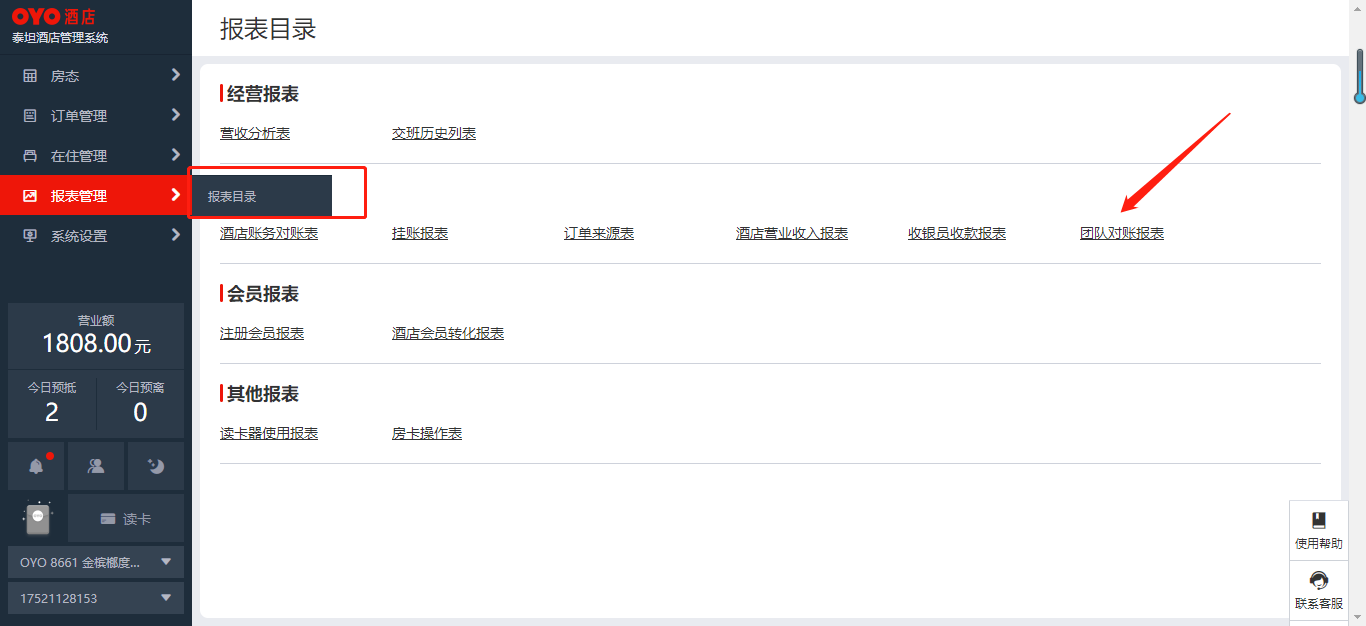 OYO 酒店
泰坦酒店管理系统
房态
订单管理
在住管理
报表管理
系统设置
营业额
1808.00元
今日预抵
今日预离
2
0
读卡
OYO 8661 金槟榔度...
17521128153
报表目录
经营报表
营收分析表
交班历史列表
报表目录
酒店账务对账表
挂账报表
订单来源表
酒店营业收入报表
收银员收款报表
团队对账报表
会员报表
注册会员报表
酒店会员转化报表
其他报表
读卡器使用报表
房卡操作表
使用帮助
联系客服